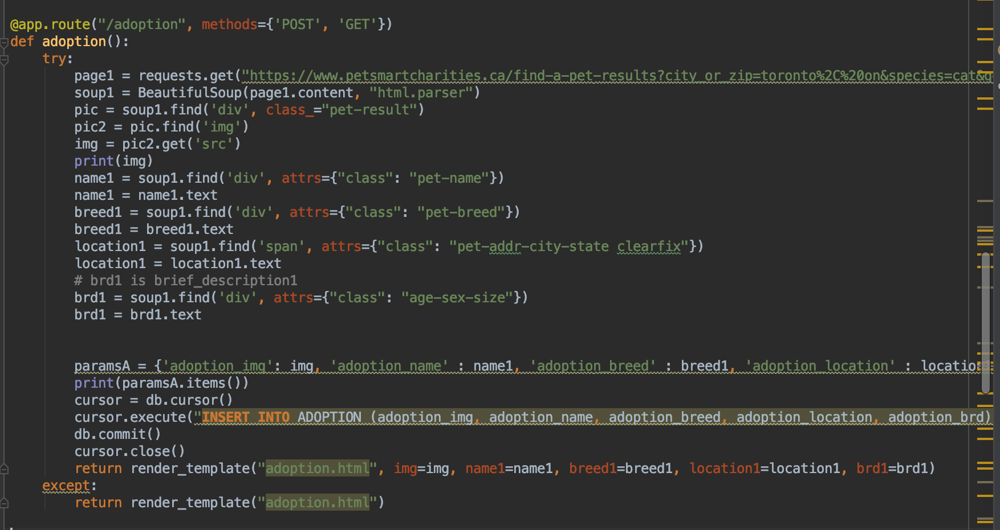 @app.route("/adoption", methods={'POST', 'GET'})
def adoption():
try:
page1 = requests.get("https://www.petsmartcharities.ca/find-a-pet-results?city_or_zip=toronto%2C%20on&species=cat&g
soup1 = BeautifulSoup(page1.content, "html.parser")
pic = soup1.find('div', class_="pet-result")
pic2 = pic.find('img')
img = pic2.get('src')
print(img)
name1 = soup1.find('div', attrs={"class": "pet-name"})
name1 = name1.text
breed1 = soup1.find('div', attrs={"class": "pet-breed"})
breed1 = breed1.text
location1 = soup1.find('span', attrs={"class": "pet-addr-city-state clearfix"})
location1 = location1.text
# brd1 is brief_description1
brd1 = soup1.find('div', attrs={"class": "age-sex-size"})
brd1 = brd1.text
paramsA = {'adoption_img': img, 'adoption_name' : name1, 'adoption_breed' : breed1, 'adoption_location' : locatio
print(paramsA.items())
cursor = db.cursor()
cursor.execute("INSERT INTO ADOPTION (adoption_img, adoption_name, adoption_breed, adoption_location, adoption_brd)
db.commit()
cursor.close()
return render_template("adoption.html", img=img, name1=name1, breed1=breed1, location1=location1, brd1=brd1)
except:
return render_template("adoption.html")